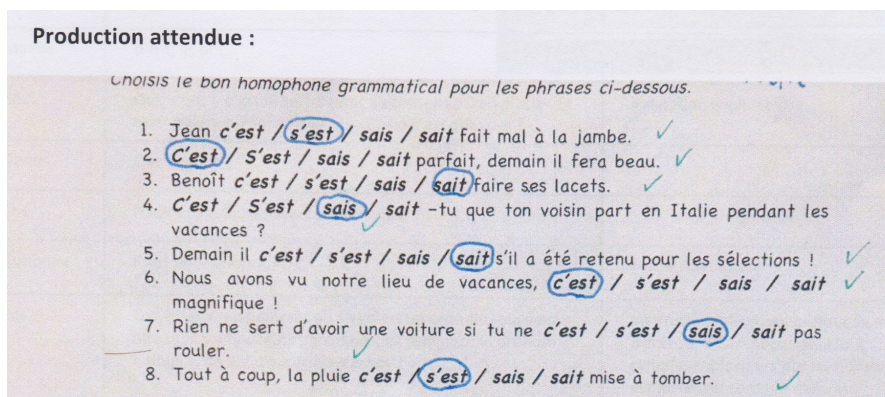 Production attendue :
Choisis le bon homophone grammatical pour les phrases ci-dessous.
1. Jean c'est / s'est / sais / sait fait mal à la jambe.
2. C'est / S'est / sais / sait parfait, demain il fera beau.
3. Benoît c'est / s'est / sais / sait faire ses lacets.
4. C'est / S'est / sais / sait -tu que ton voisin part en Italie pendant les
vacances ?
5. Demain il c'est / s'est / sais / sait s'il a été retenu pour les sélections !
6. Nous avons vu notre lieu de vacances, c'est / s'est / sais / sait
magnifique !
7. Rien ne sert d'avoir une voiture si tu ne c'est / s'est / sais / sait pas
rouler.
8. Tout à coup, la pluie c'est / s'est / sais / sait mise à tomber.